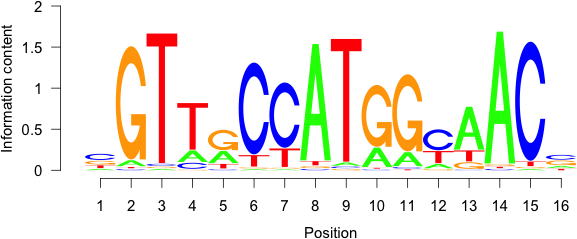 Information content
2
1.5
1
0.5
0
C G T T G C C A T G G C A A C C
1 2 3 4 5 6 7 8 9 10 11 12 13 14 15 16
Position